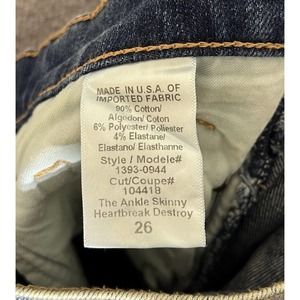 MADE IN U.S.A. OF
IMPORTED FABRIC
90% Cotton/
Algodon/ Coton
6% Polyester/ Poliester
4% Elastane/
Elastano/ Elasthanne
Style / Modele#
1393-0944
Cut/Coupe#
104418
The Ankle Skinny
Heartbreak Destroy
26